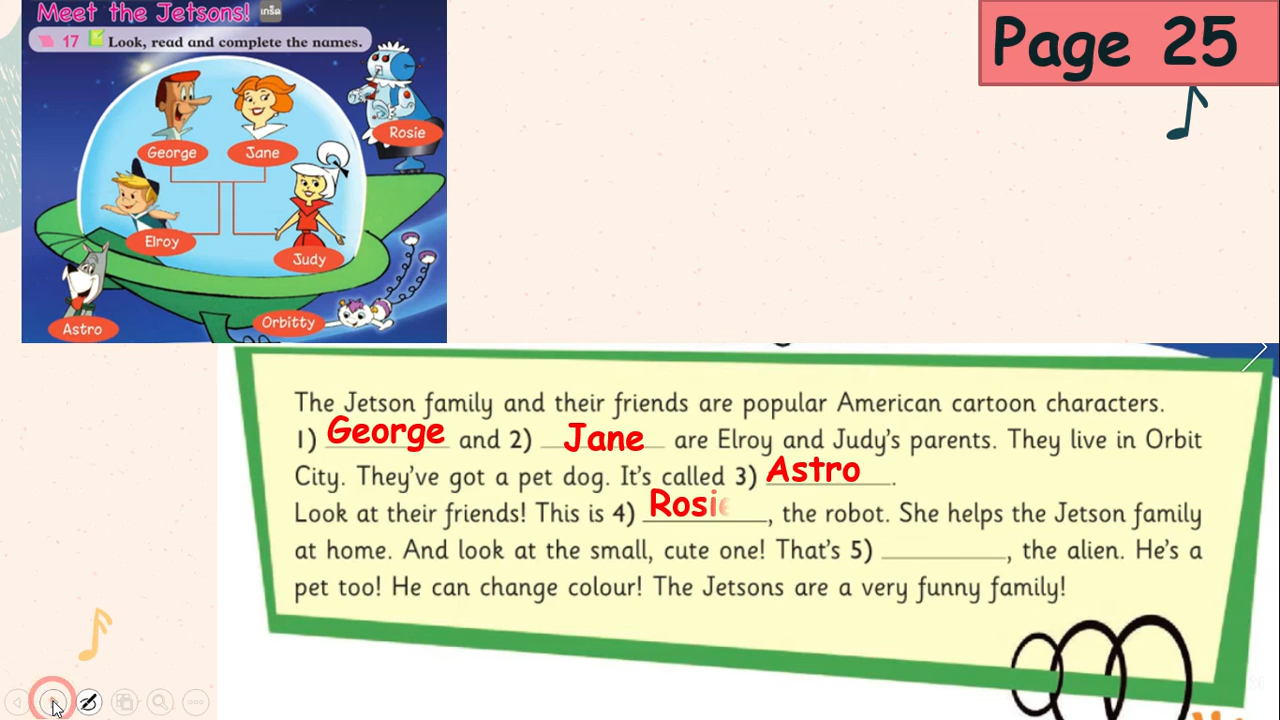 Meet the Jetsons! เกร็ด
Page 25
17 Look, read and complete the names.
Rosie
George Jane
Elroy
Judy
Astro
Orbitty
The Jetson family and their friends are popular American cartoon characters.
1) George and 2) Jane are Elroy and Judy's parents. They live in Orbit
City. They've got a pet dog. It's called 3) Astro.
Look at their friends! This is 4) Rosie, the robot. She helps the Jetson family
at home. And look at the small, cute one! That's 5) __________, the alien. He's a
pet too! He can change colour! The Jetsons are a very funny family!